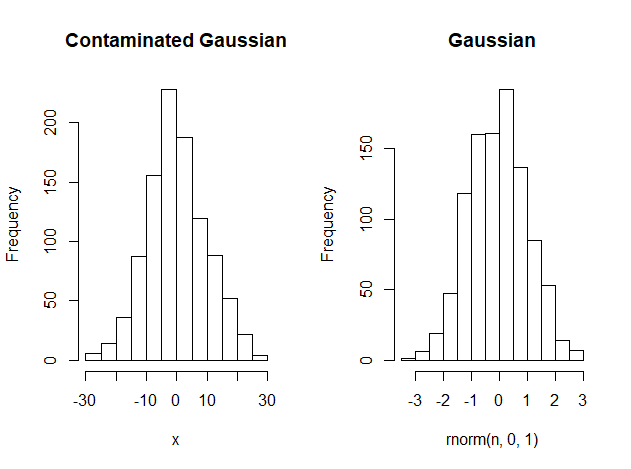 Contaminated Gaussian
Frequency
200
150
100
50
0
-30 -10 0 10 30
x
Gaussian
Frequency
150
100
50
0
-3 -2 -1 0 1 2 3
rnorm(n, 0, 1)